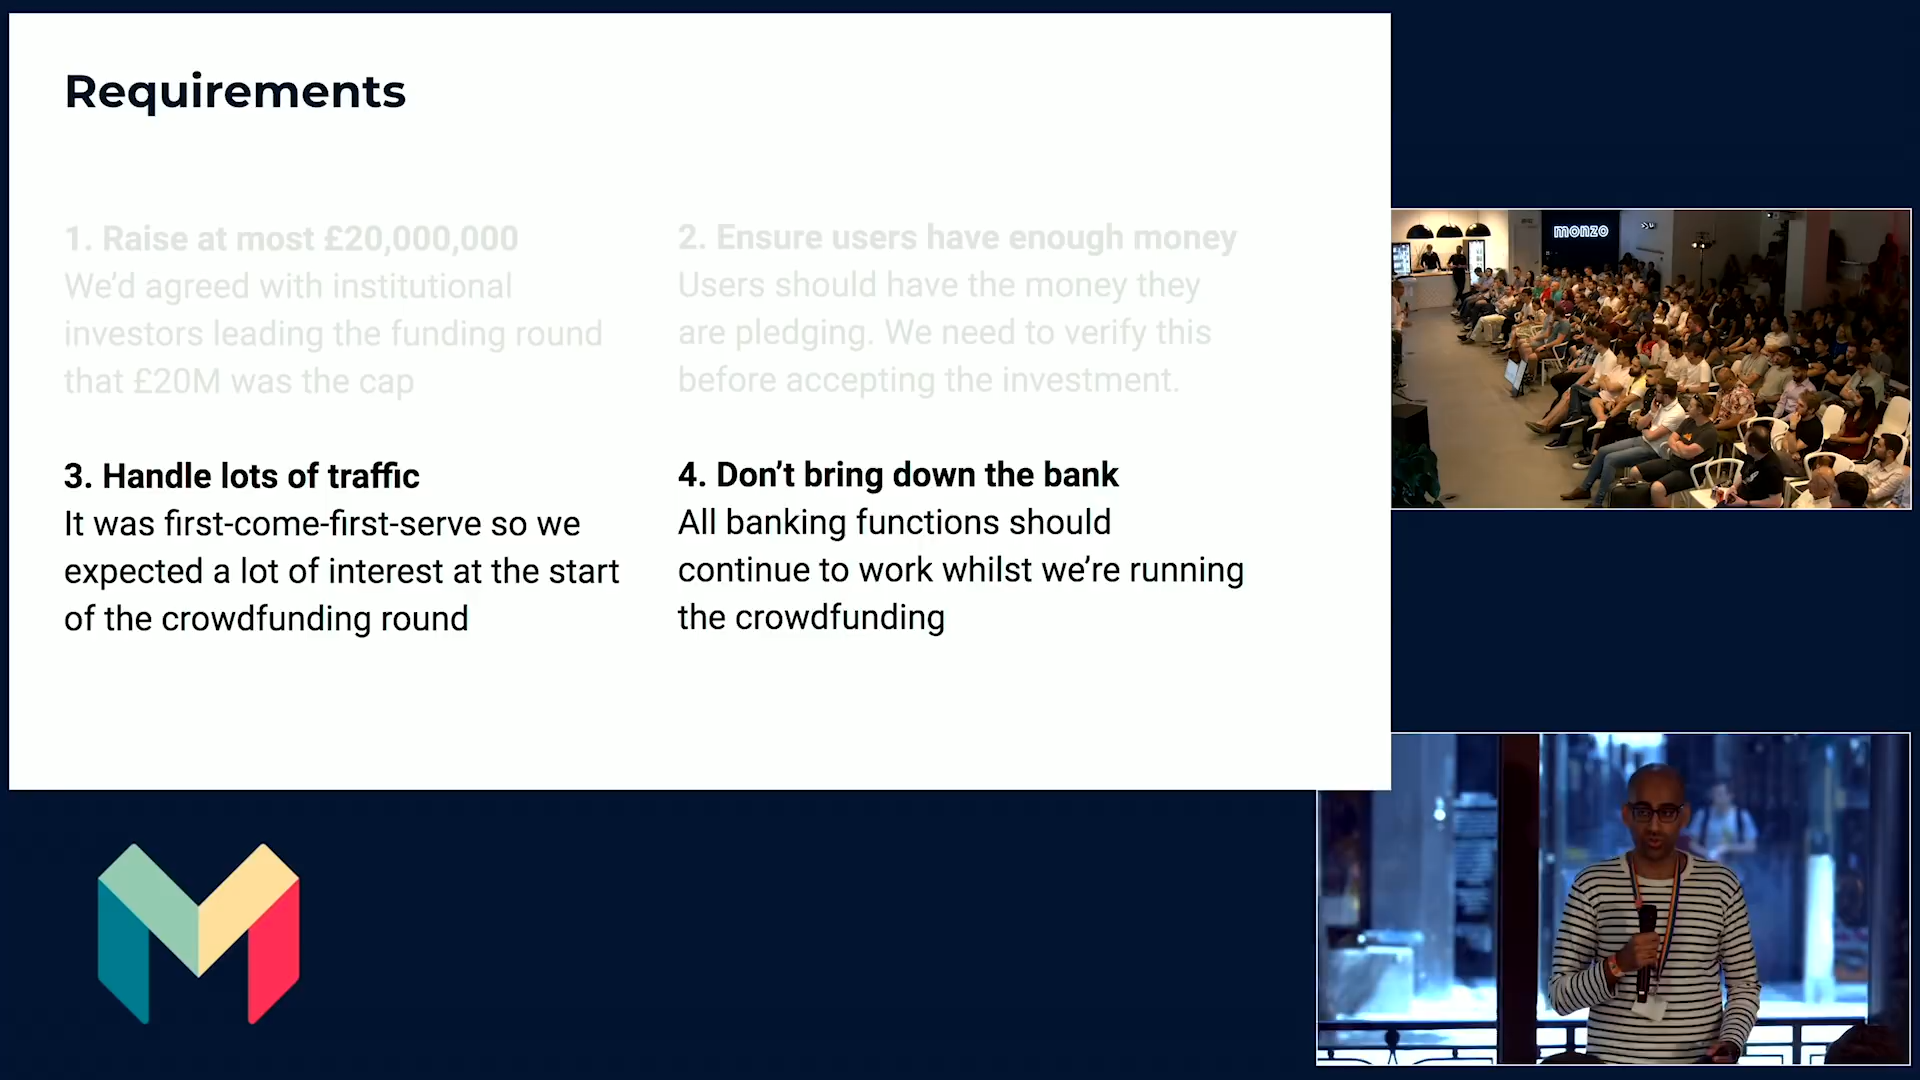 Requirements
1. Raise at most £20,000,000
We’d agreed with institutional
investors leading the funding round
that £20M was the cap
2. Ensure users have enough money
Users should have the money they
are pledging. We need to verify this
before accepting the investment.
3. Handle lots of traffic
It was first-come-first-serve so we
expected a lot of interest at the start
of the crowdfunding round
4. Don’t bring down the bank
All banking functions should
continue to work whilst we’re running
the crowdfunding
monzo